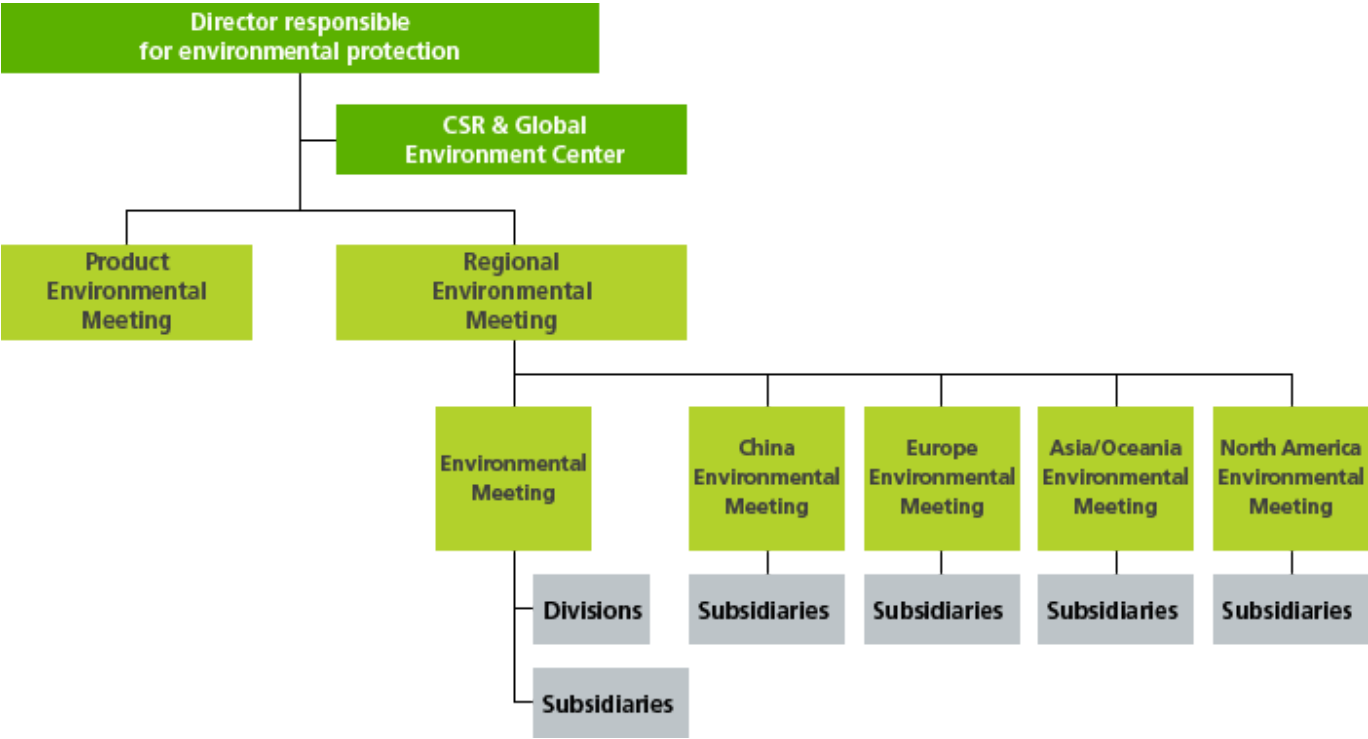 Director responsible
for environmental protection
CSR & Global
Environment Center
Product
Environmental
Meeting
Regional
Environmental
Meeting
Environmental
Meeting
China
Environmental
Meeting
Europe
Environmental
Meeting
Asia/Oceania
Environmental
Meeting
North America
Environmental
Meeting
Divisions
Subsidiaries
Subsidiaries
Subsidiaries
Subsidiaries
Subsidiaries